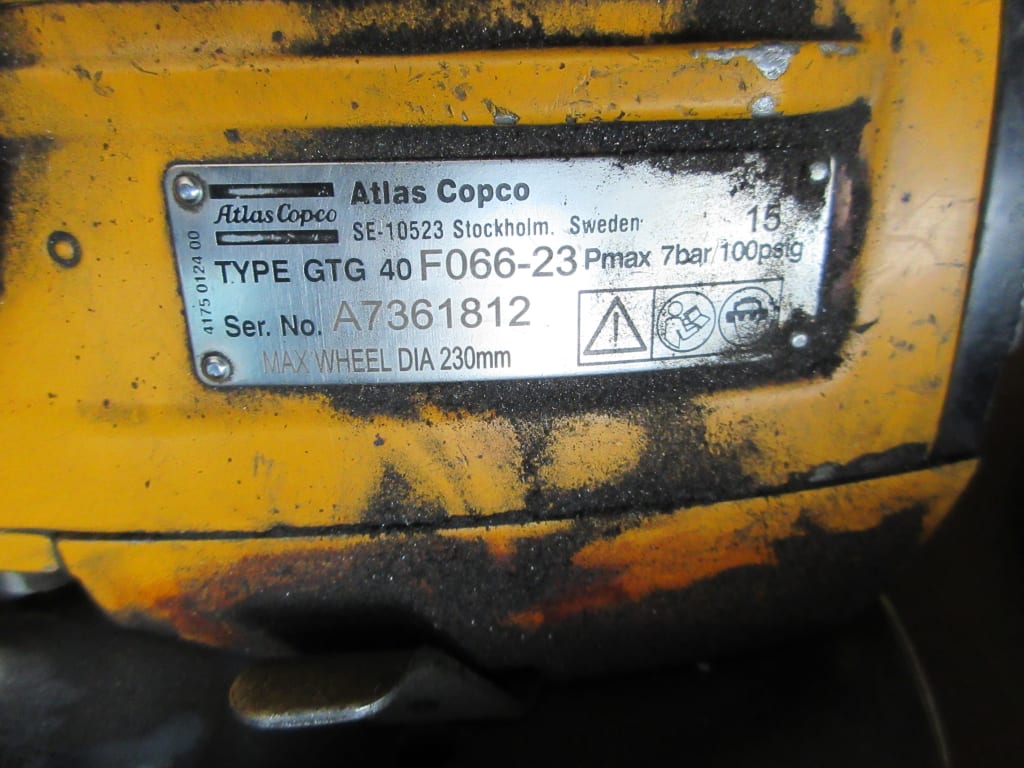 Atlas Copco
Atlas Copco
SE-10523 Stockholm. Sweden
15
TYPE GTG 40 F066-23 Pmax 7bar/100psig
Ser. No. A7361812
MAX WHEEL DIA 230mm
4175 0124 00